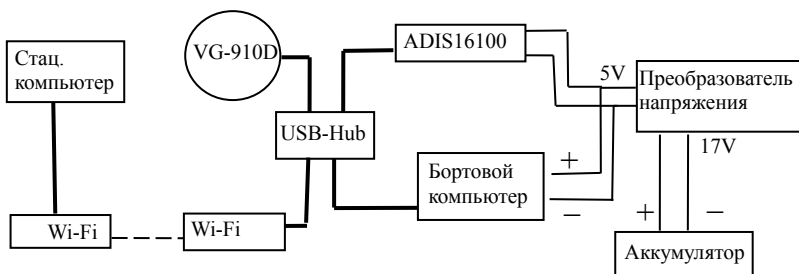 Стац.
компьютер
VG-910D
ADIS16100
5V
Преобразователь
напряжения
USB-Hub
17V
Бортовой
компьютер
+
–
Wi-Fi
Wi-Fi
+
–
Аккумулятор